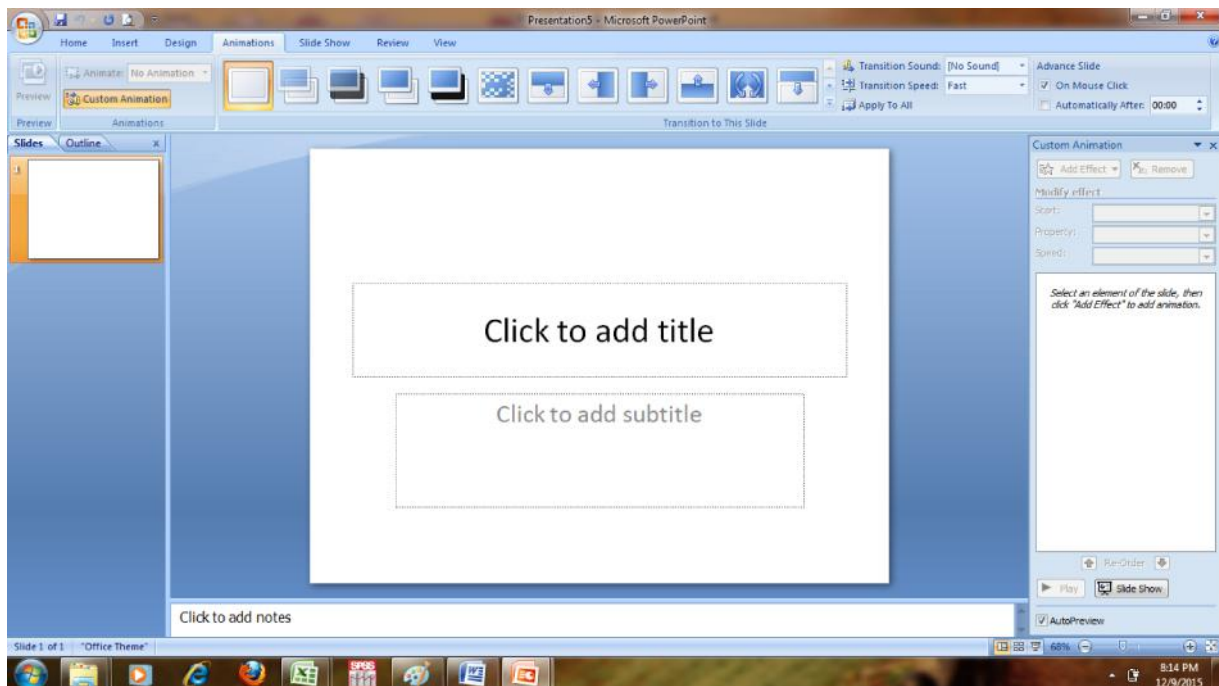 Presentation5 - Microsoft PowerPoint
Home Insert Design Animations Slide Show Review View
Preview
Animate: No Animation
Custom Animation
Transition Sound: [No Sound]
Transition Speed: Fast
Apply To All
Advance Slide
On Mouse Click
Automatically After: 00:00
Preview Animations Transition to This Slide
Slides Outline
1
Click to add title
Click to add subtitle
Click to add notes
Custom Animation
Add Effect Remove
Modify effect
Start:
Property:
Speed:
Select an element of the slide, then
click "Add Effect" to add animation.
Re-Order
Play Slide Show
AutoPreview
Slide 1 of 1 "Office Theme" 68%
SPSS
8:14 PM
12/9/2015